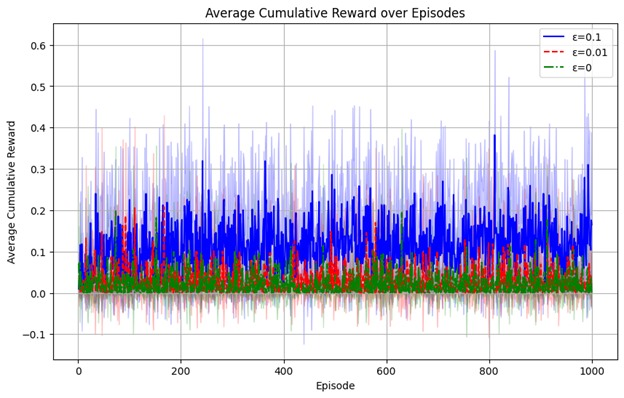 Average Cumulative Reward over Episodes
ε=0.1
ε=0.01
ε=0
Average Cumulative Reward
0.6
0.5
0.4
0.3
0.2
0.1
0.0
−0.1
0 200 400 600 800 1000
Episode